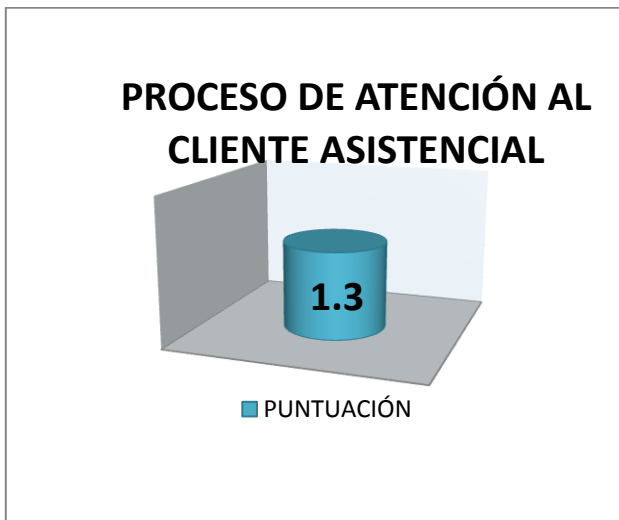 PROCESO DE ATENCIÓN AL
CLIENTE ASISTENCIAL
1.3
PUNTUACIÓN